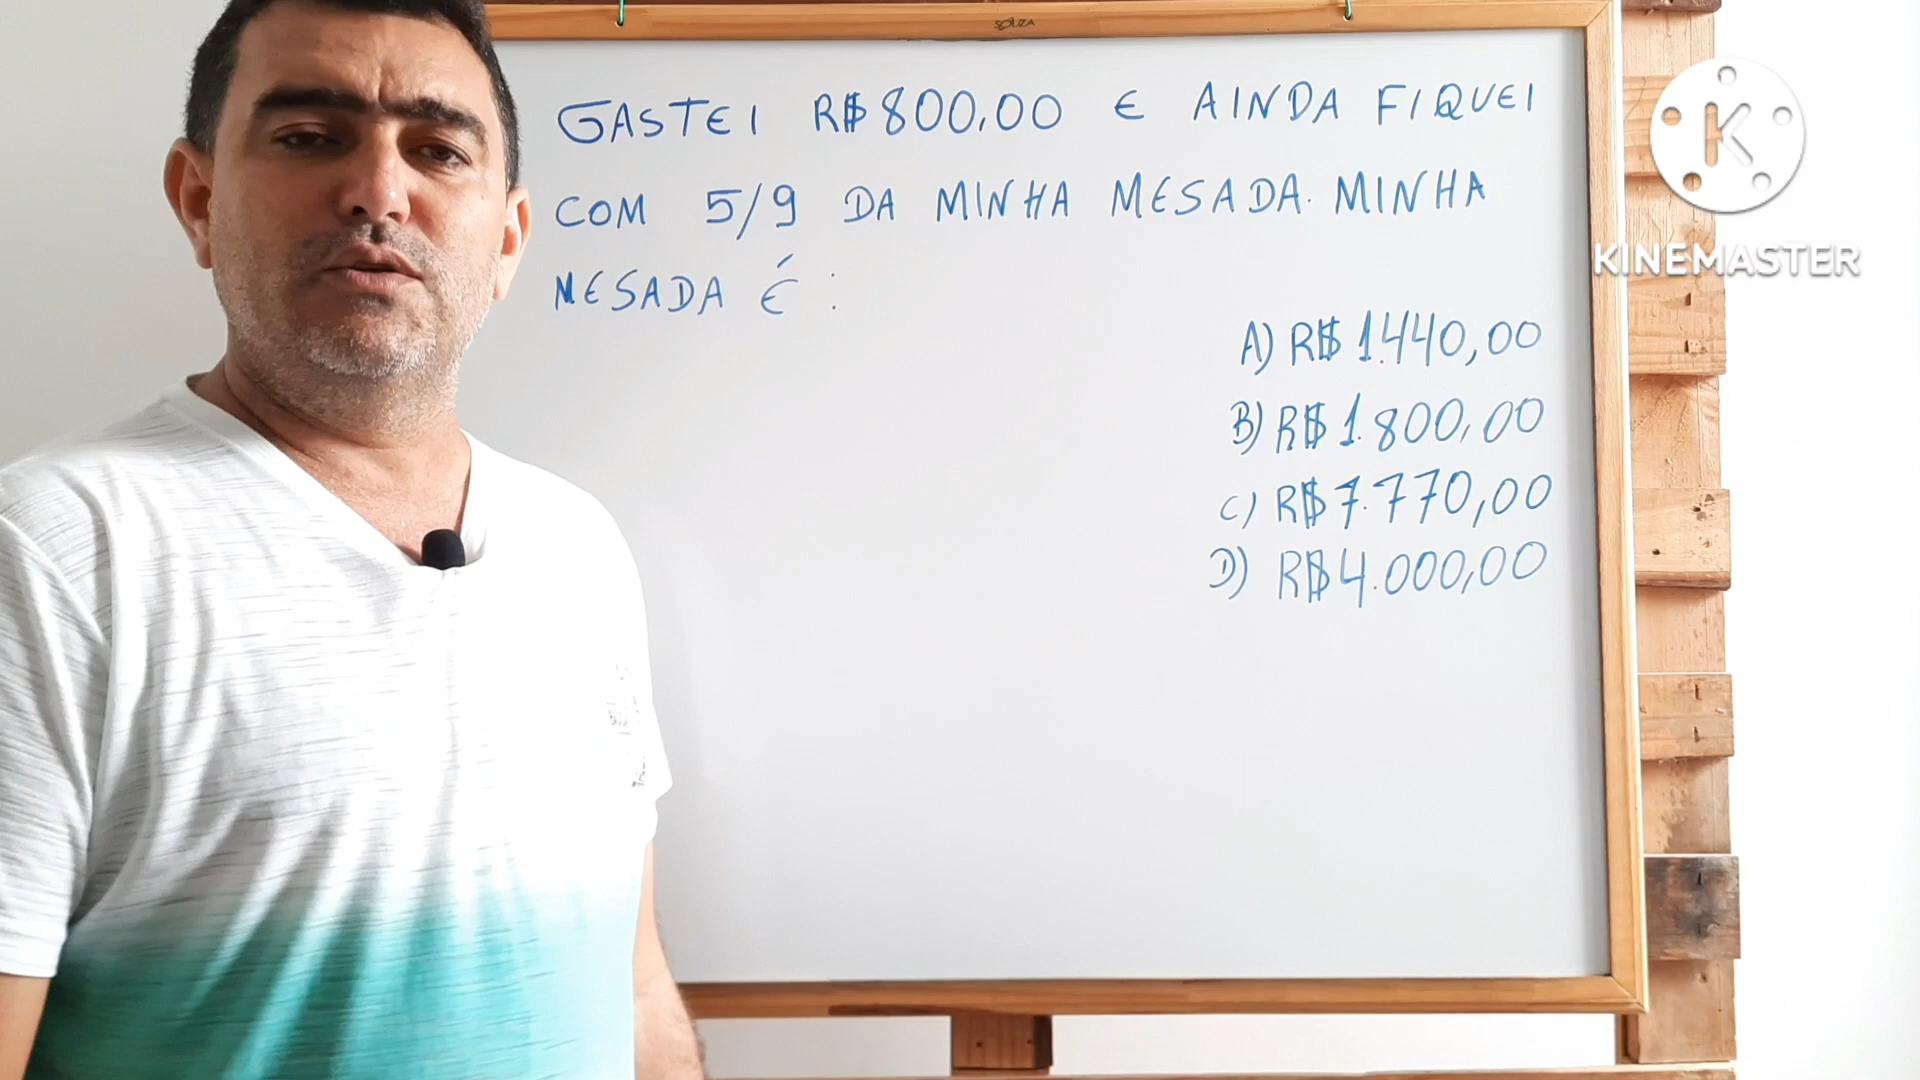 SOUZA
GASTEI R$800,00 E AINDA FIQUEI
COM 5/9 DA MINHA MESADA. MINHA
MESADA É:
A) R$ 1.440,00
B) R$ 1.800,00
C) R$ 7.770,00
D) R$ 4.000,00
K
KINEMASTER